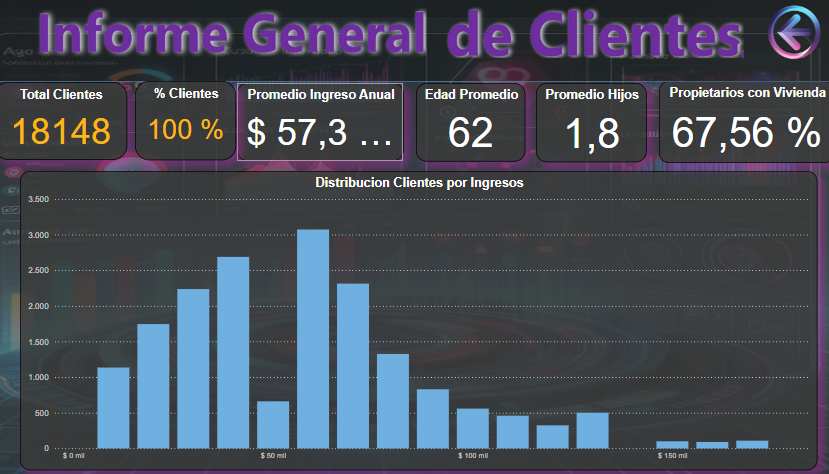 Informe General de Clientes
Total Clientes
18148
% Clientes
100 %
Promedio Ingreso Anual
$ 57,3 ...
Edad Promedio
62
Promedio Hijos
1,8
Propietarios con Vivienda
67,56 %
Distribucion Clientes por Ingresos
3.500
3.000
2.500
2.000
1.500
1.000
500
0
$ 0 mil
$ 50 mil
$ 100 mil
$ 150 mil